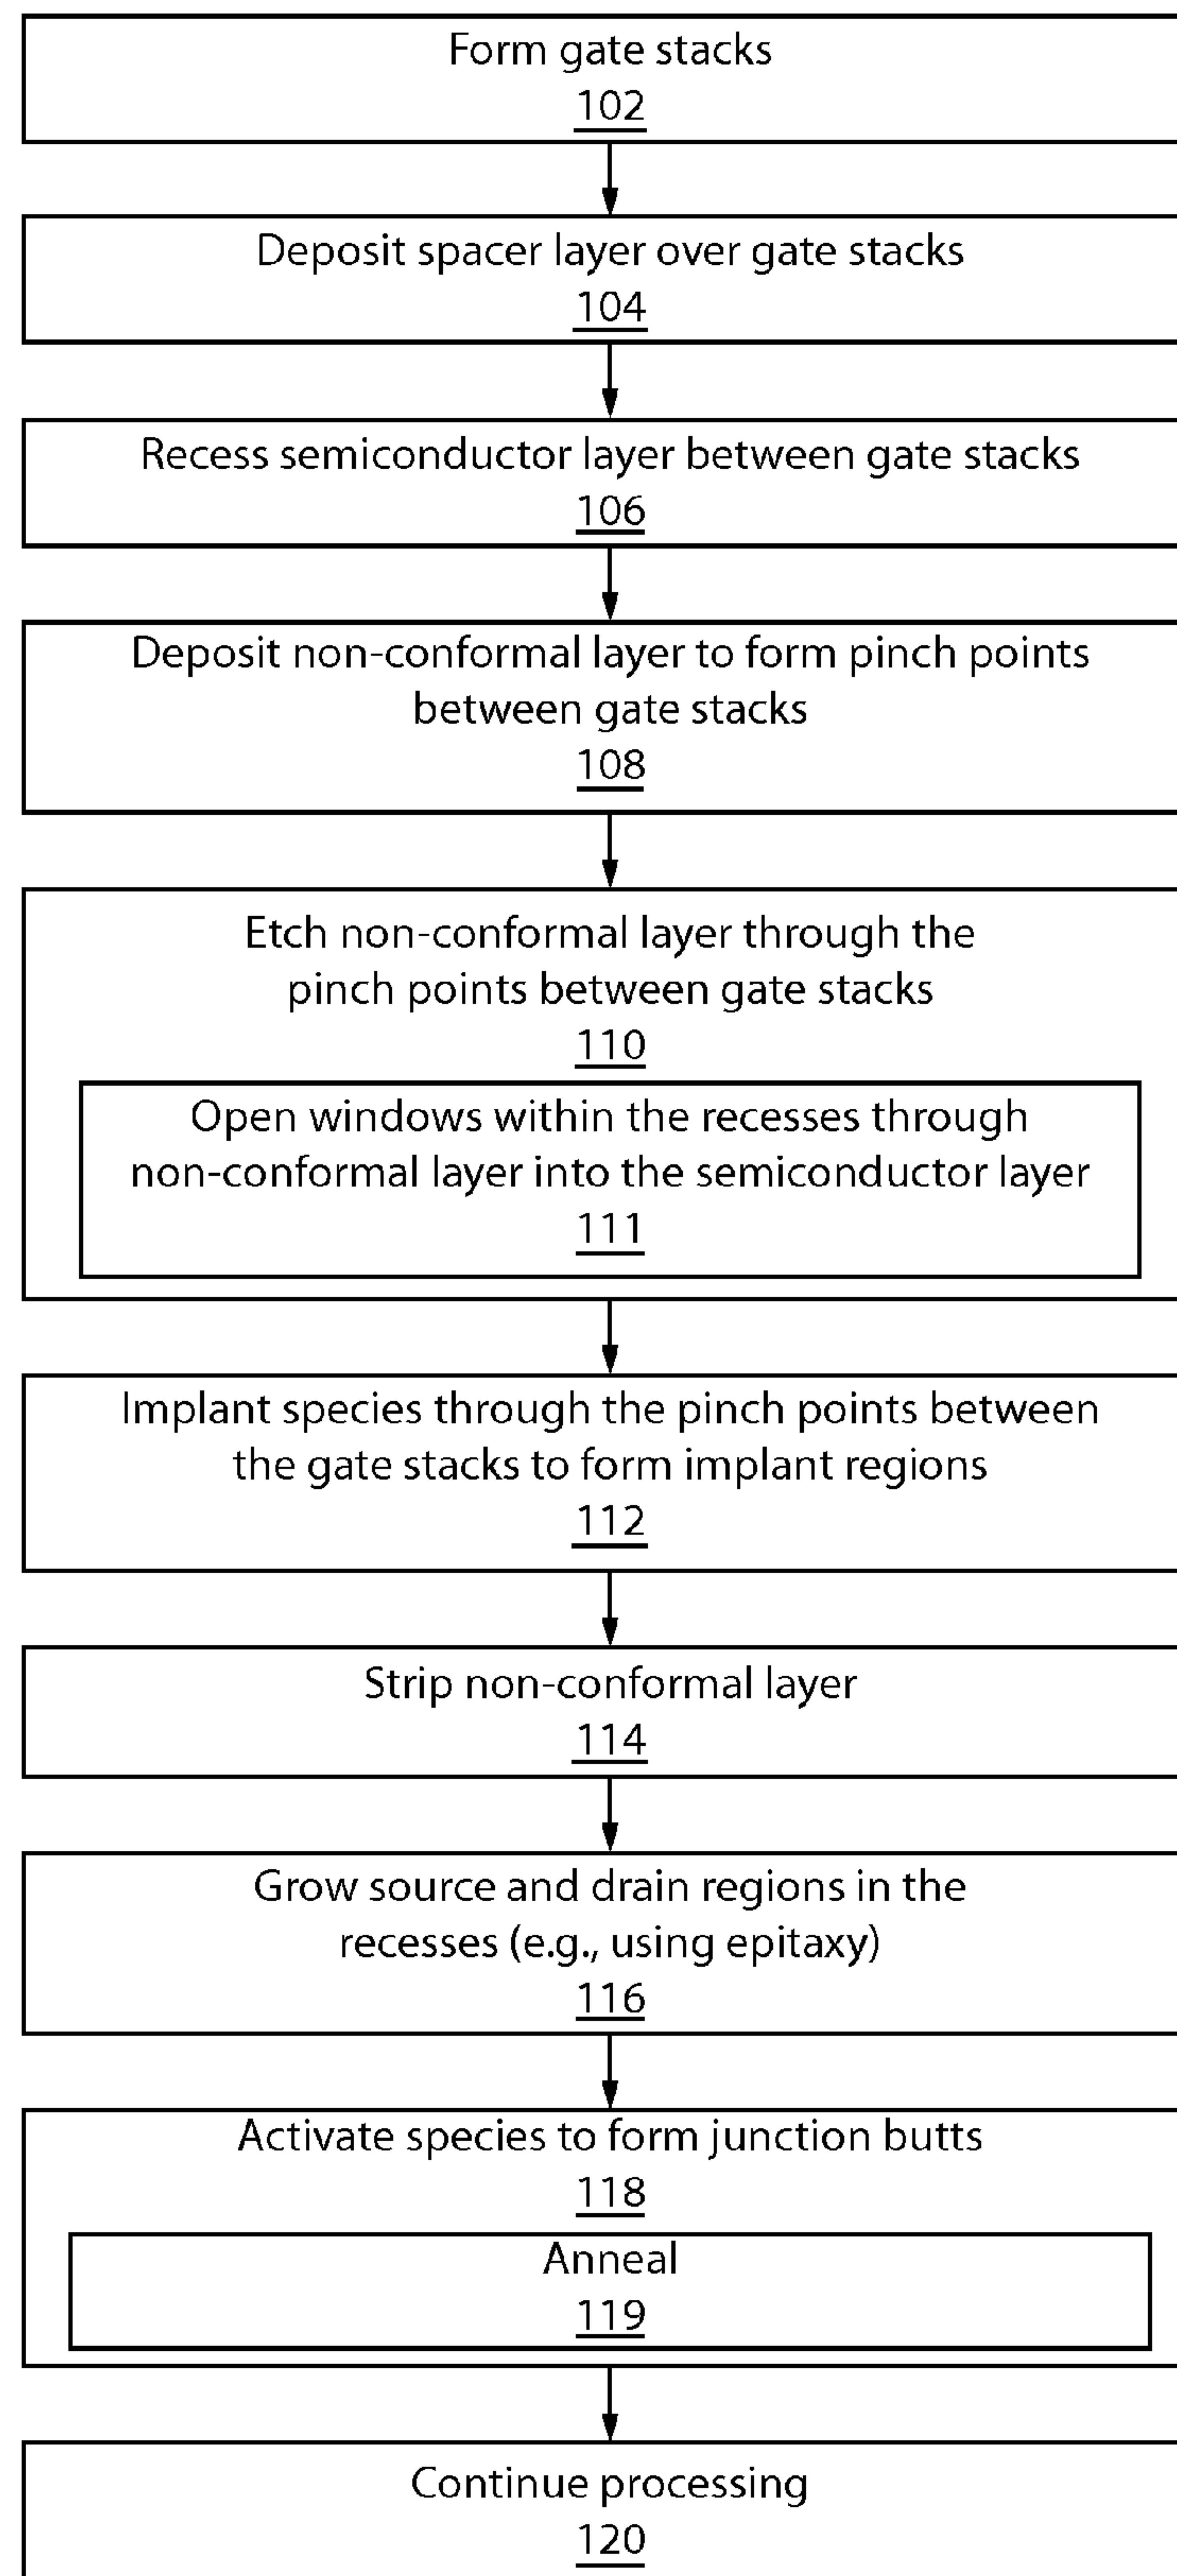 Form gate stacks
102
Deposit spacer layer over gate stacks
104
Recess semiconductor layer between gate stacks
106
Deposit non-conformal layer to form pinch points
between gate stacks
108
Etch non-conformal layer through the
pinch points between gate stacks
110
Open windows within the recesses through
non-conformal layer into the semiconductor layer
111
Implant species through the pinch points between
the gate stacks to form implant regions
112
Strip non-conformal layer
114
Grow source and drain regions in the
recesses (e.g., using epitaxy)
116
Activate species to form junction butts
118
Anneal
119
Continue processing
120